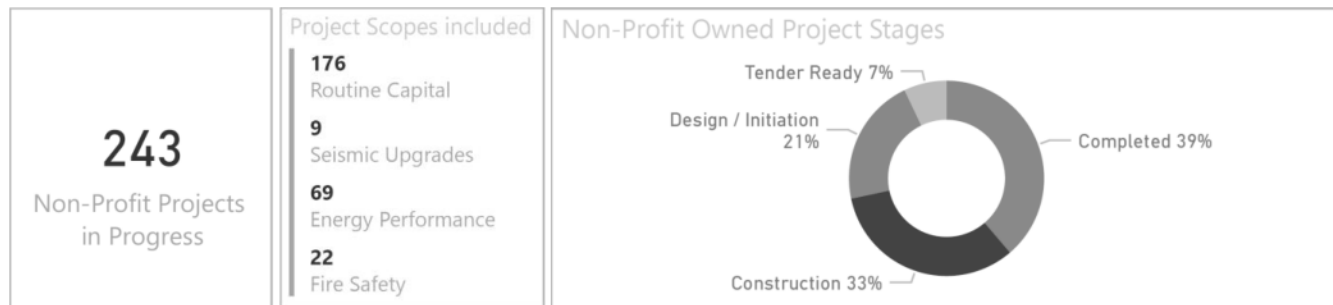 243
Non-Profit Projects
in Progress
Project Scopes included
176
Routine Capital
9
Seismic Upgrades
69
Energy Performance
22
Fire Safety
Non-Profit Owned Project Stages
Tender Ready 7%
Design / Initiation
21%
Completed 39%
Construction 33%